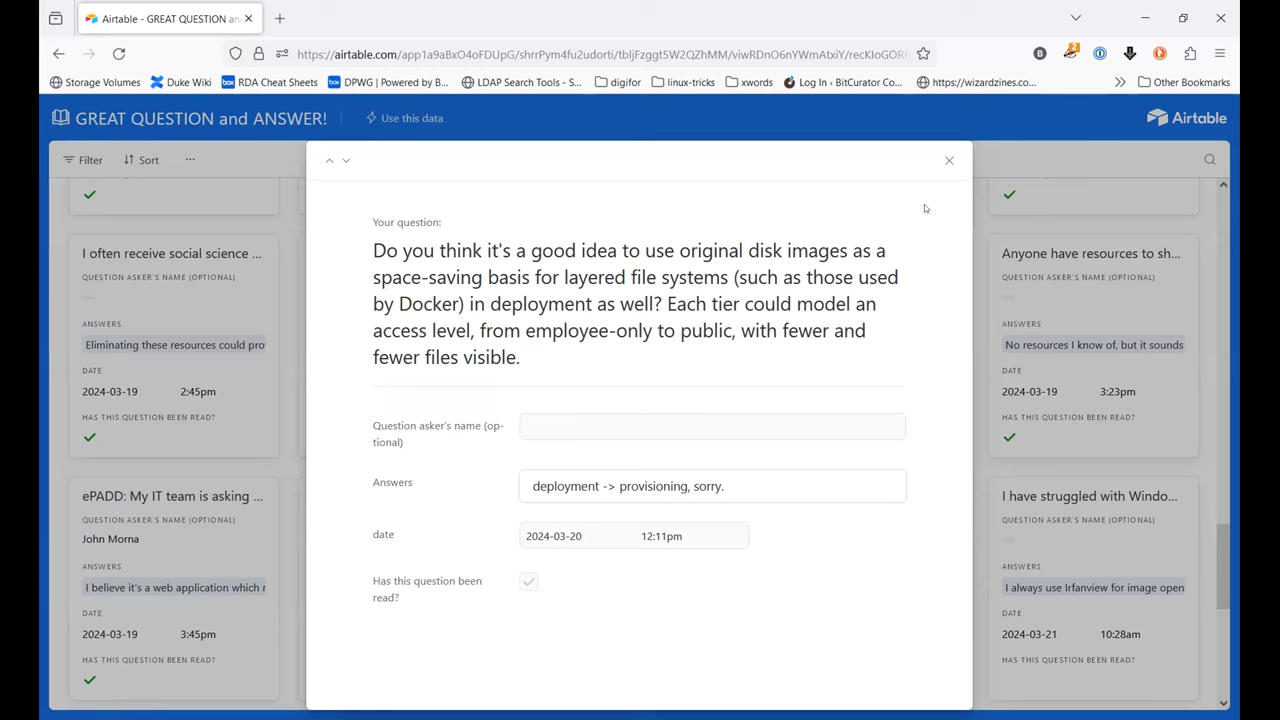 Airtable - GREAT QUESTION an
https://airtable.com/app1a9aBxO4oFDUpG/shrrPym4fu2udorti/tbljFzggt5W2QZhMM/viwRDnO6nYWmAtxiY/recKIoGORF
B
2
Storage Volumes
Duke Wiki
box RDA Cheat Sheets
box DPWG | Powered by B...
LDAP Search Tools - S...
digifor
linux-tricks
xwords
Log In ‹ BitCurator Co...
https://wizardzines.co...
Other Bookmarks
GREAT QUESTION and ANSWER!
Use this data
Airtable
Filter
Sort
...
I often receive social science ...
QUESTION ASKER'S NAME (OPTIONAL)
ANSWERS
Eliminating these resources could pro
DATE
2024-03-19 2:45pm
HAS THIS QUESTION BEEN READ?
ePADD: My IT team is asking ...
QUESTION ASKER'S NAME (OPTIONAL)
John Morna
ANSWERS
I believe it's a web application which r
DATE
2024-03-19 3:45pm
HAS THIS QUESTION BEEN READ?
Your question:
Do you think it's a good idea to use original disk images as a
space-saving basis for layered file systems (such as those used
by Docker) in deployment as well? Each tier could model an
access level, from employee-only to public, with fewer and
fewer files visible.
Question asker's name (op-
tional)
Answers
deployment -> provisioning, sorry.
date
2024-03-20 12:11pm
Has this question been
read?
Anyone have resources to sh...
QUESTION ASKER'S NAME (OPTIONAL)
ANSWERS
No resources I know of, but it sounds
DATE
2024-03-19 3:23pm
HAS THIS QUESTION BEEN READ?
I have struggled with Windo...
QUESTION ASKER'S NAME (OPTIONAL)
ANSWERS
I always use Irfanview for image open
DATE
2024-03-21 10:28am
HAS THIS QUESTION BEEN READ?